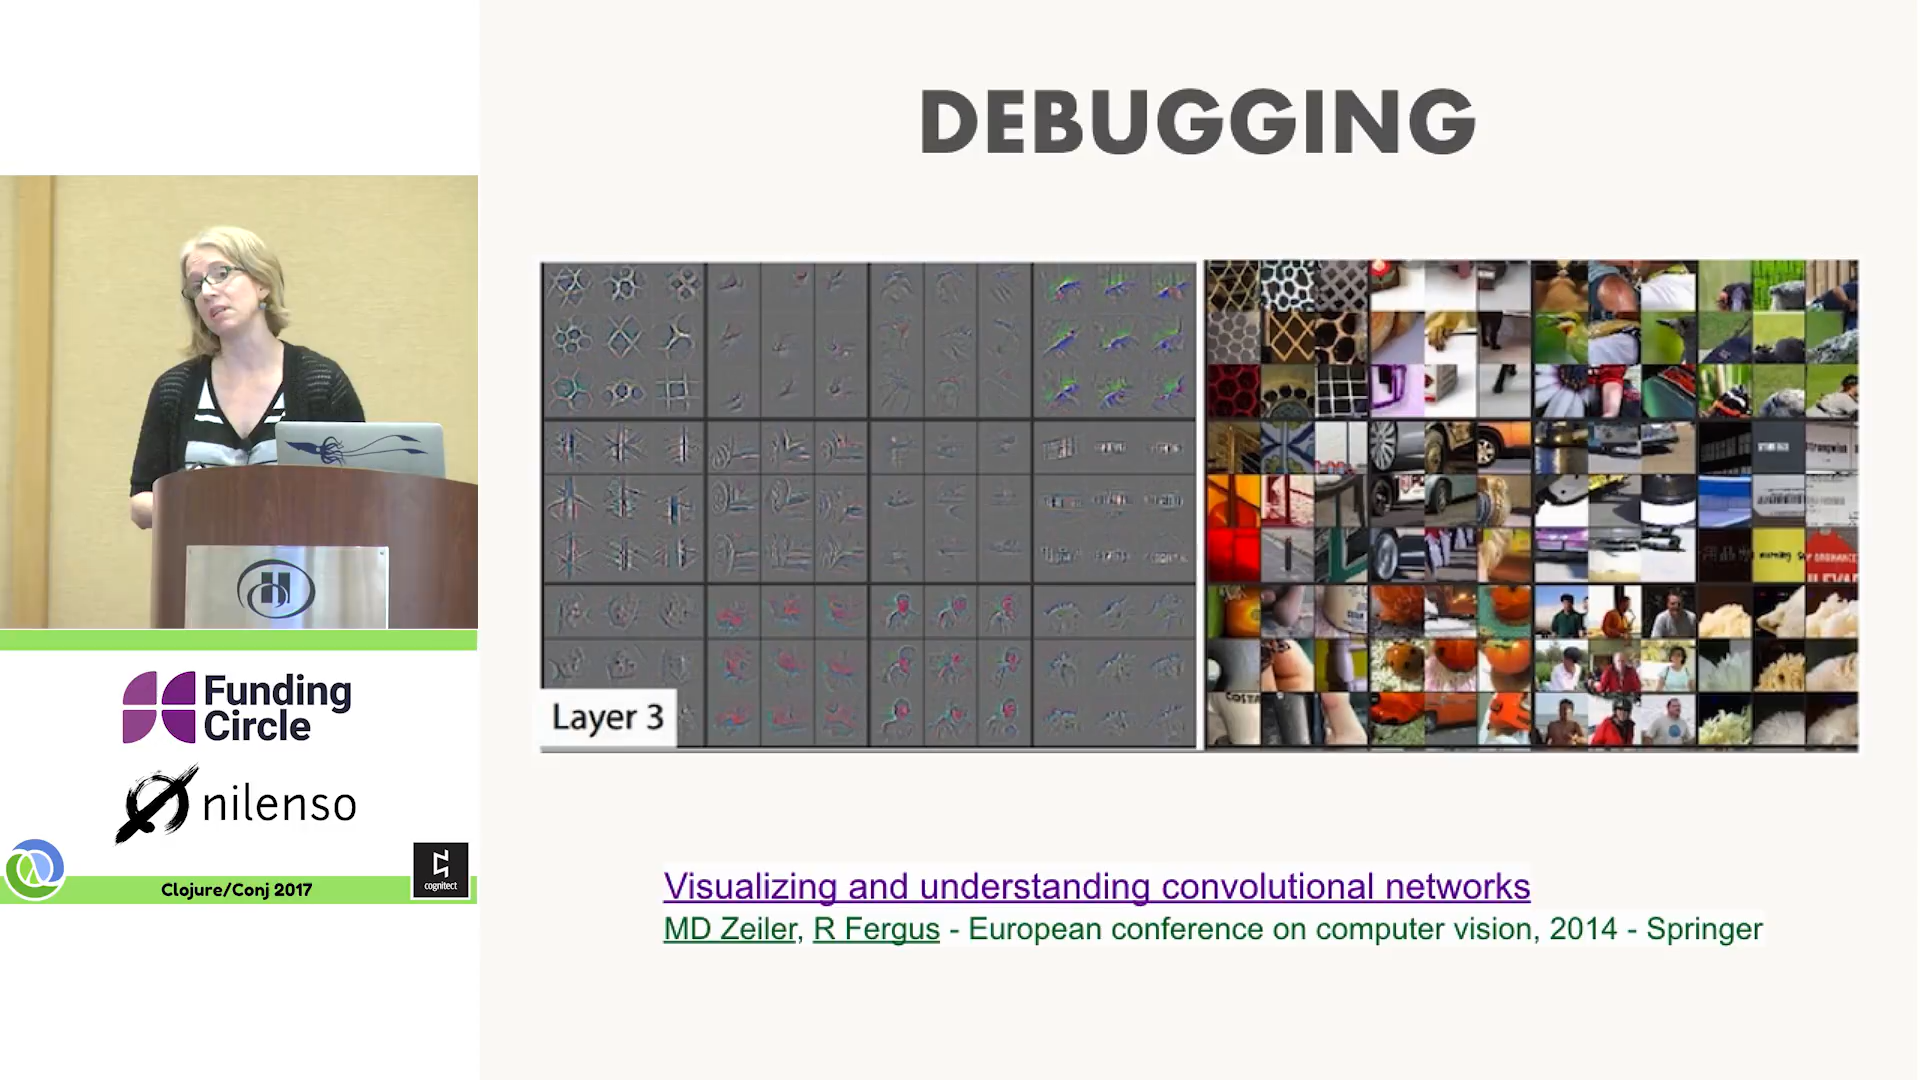 DEBUGGING
Layer 3
Visualizing and understanding convolutional networks
MD Zeiler, R Fergus - European conference on computer vision, 2014 - Springer
Funding
Circle
nilenso
Clojure/Conj 2017
cognitect